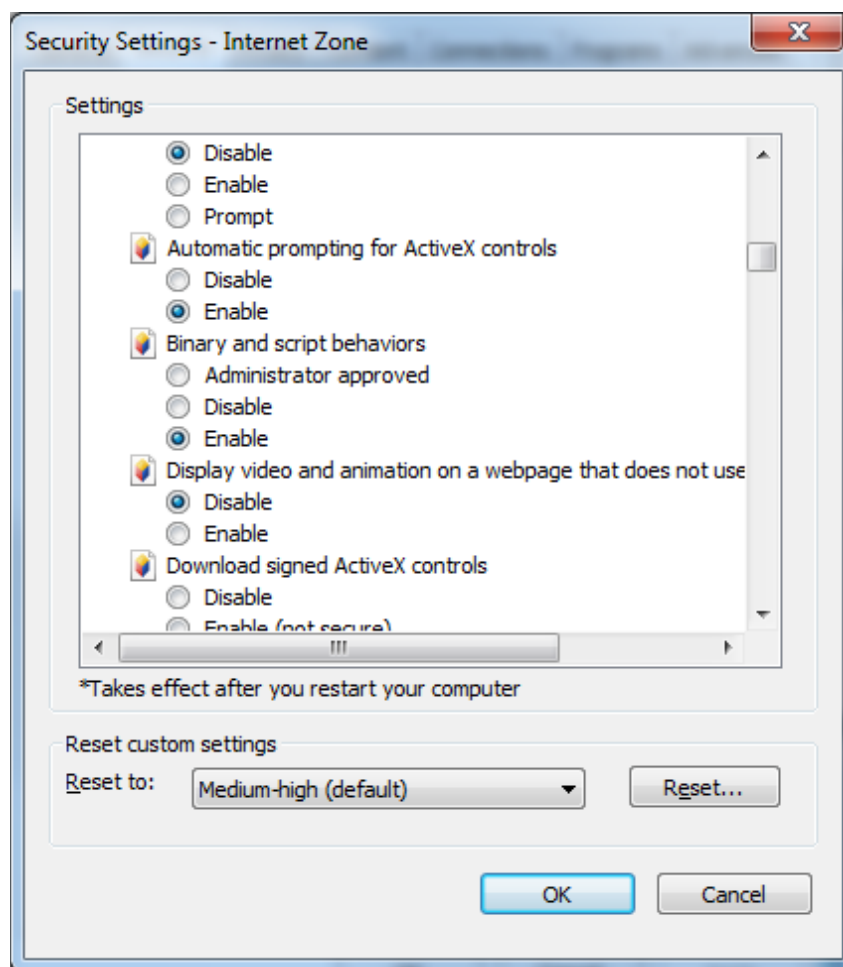 Security Settings - Internet Zone
Settings
Disable
Enable
Prompt
Automatic prompting for ActiveX controls
Disable
Enable
Binary and script behaviors
Administrator approved
Disable
Enable
Display video and animation on a webpage that does not use
Disable
Enable
Download signed ActiveX controls
Disable
Enable (not secure)
*Takes effect after you restart your computer
Reset custom settings
Reset to:
Medium-high (default)
Reset...
OK
Cancel